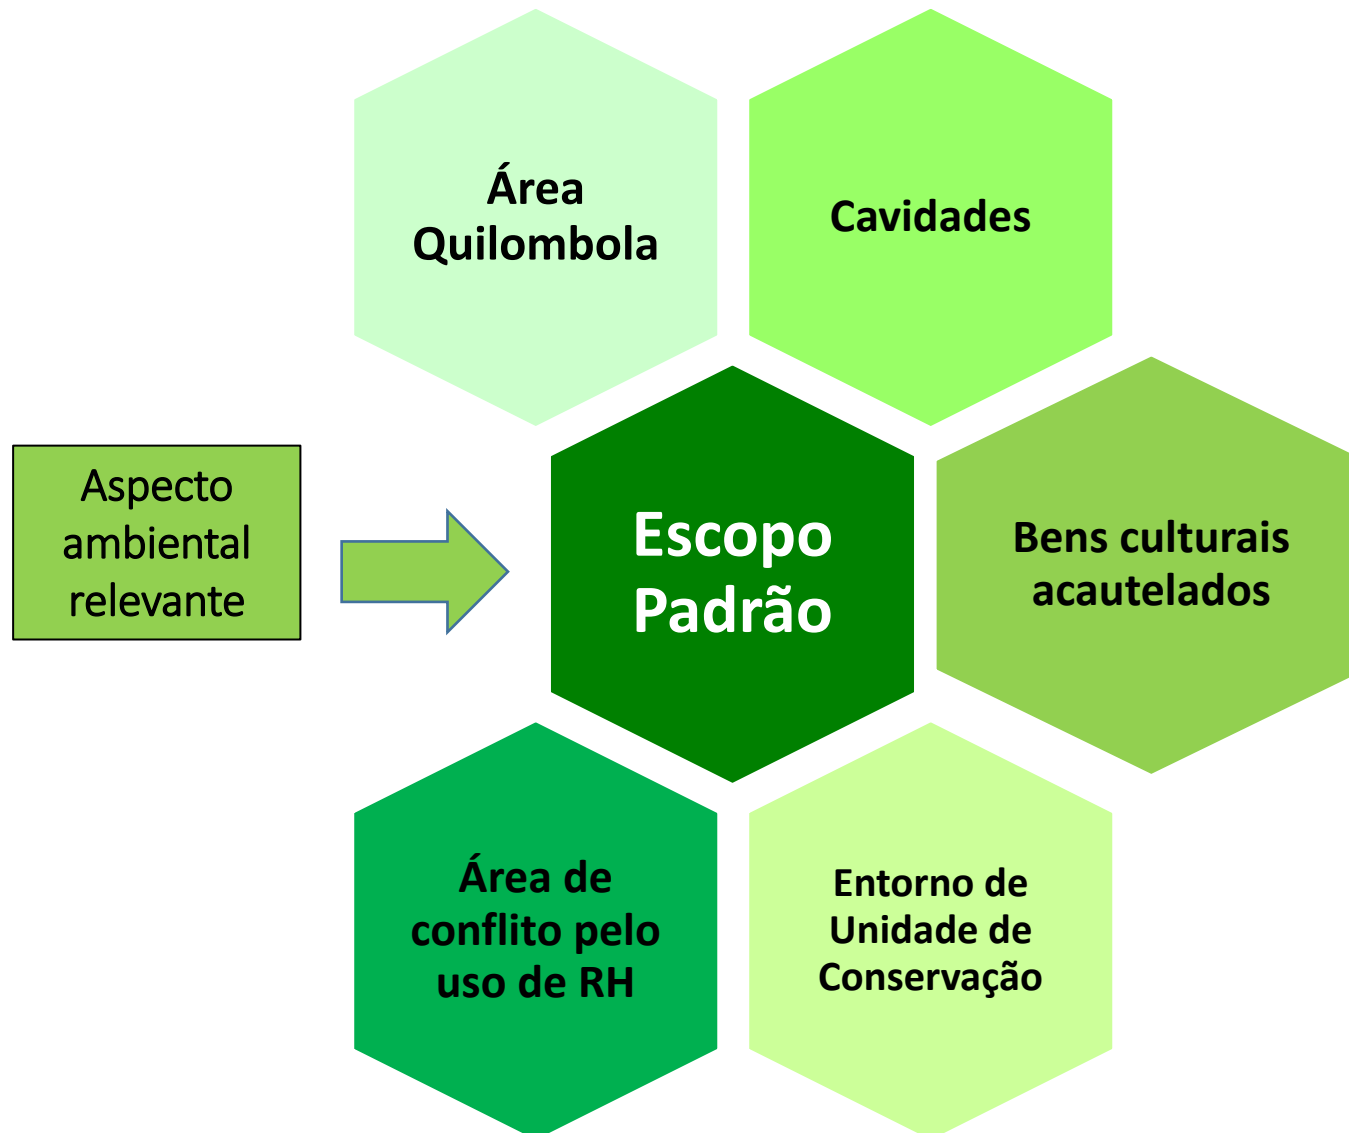 Área
Quilombola
Cavidades
Aspecto
ambiental
relevante
Escopo
Padrão
Bens culturais
acautelados
Área de
conflito pelo
uso de RH
Entorno de
Unidade de
Conservação